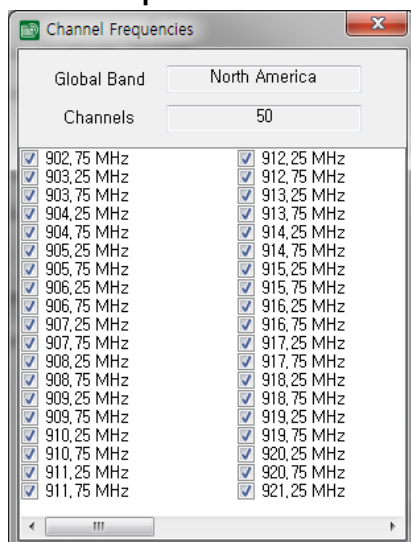 Channel Frequencies
Global Band North America
Channels 50
902,75 MHz
903,25 MHz
903,75 MHz
904,25 MHz
904,75 MHz
905,25 MHz
905,75 MHz
906,25 MHz
906,75 MHz
907,25 MHz
907,75 MHz
908,25 MHz
908,75 MHz
909,25 MHz
909,75 MHz
910,25 MHz
910,75 MHz
911,25 MHz
911,75 MHz
912,25 MHz
912,75 MHz
913,25 MHz
913,75 MHz
914,25 MHz
914,75 MHz
915,25 MHz
915,75 MHz
916,25 MHz
916,75 MHz
917,25 MHz
917,75 MHz
918,25 MHz
918,75 MHz
919,25 MHz
919,75 MHz
920,25 MHz
920,75 MHz
921,25 MHz